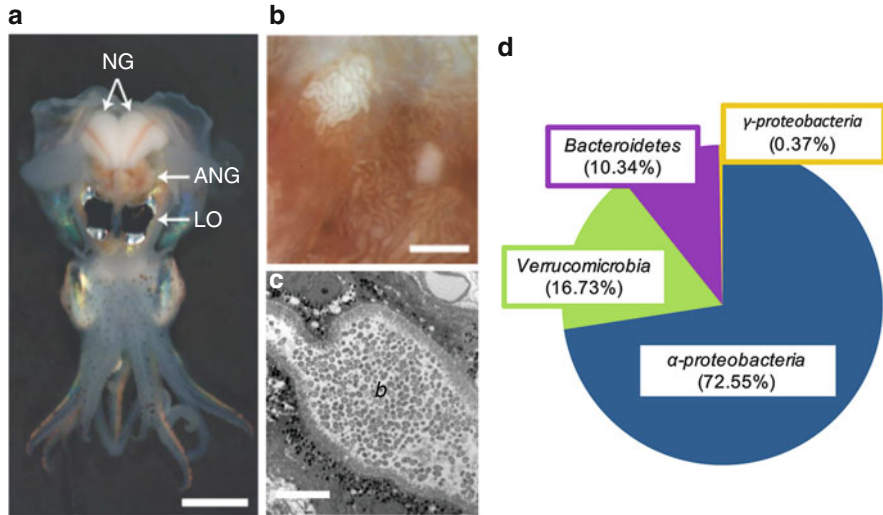 a
NG
ANG
LO
b
c
b
d
γ-proteobacteria
(0.37%)
Bacteroidetes
(10.34%)
Verrucomicrobia
(16.73%)
α-proteobacteria
(72.55%)